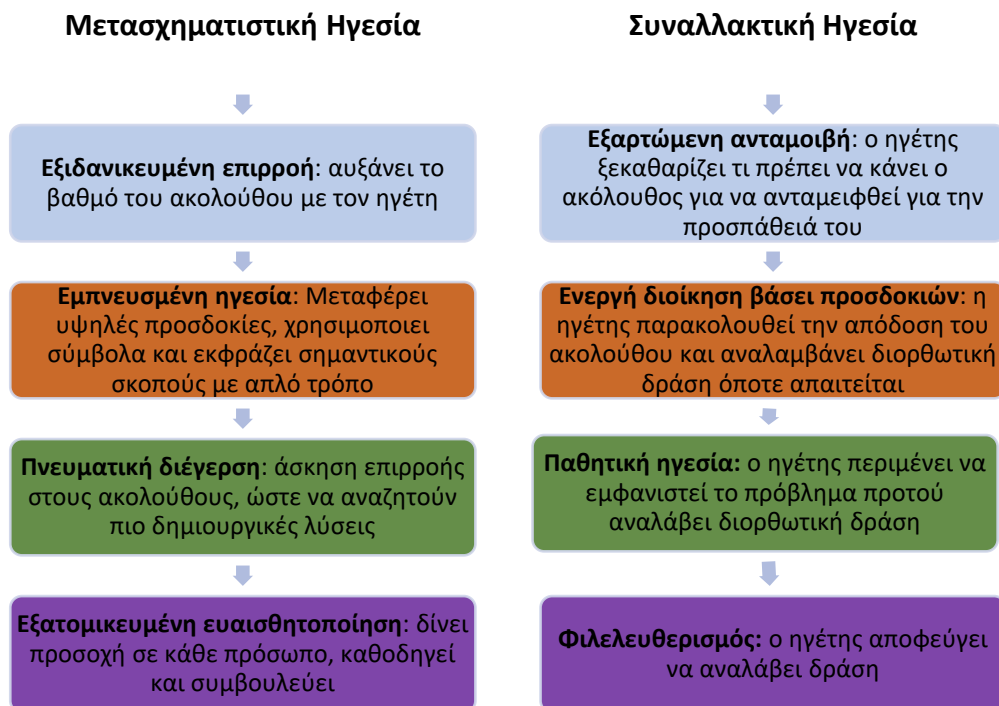 Μετασχηματιστική Ηγεσία
Εξιδανικευμένη επιρροή: αυξάνει το
βαθμό του ακολούθου με τον ηγέτη
Εμπνευσμένη ηγεσία: Μεταφέρει
υψηλές προσδοκίες, χρησιμοποιει
σύμβολα και εκφράζει σημαντικούς
σκοπούς με απλό τρόπο
Πνευματική διέγερση: άσκηση επιρροής
στους ακολούθους, ώστε να αναζητούν
πιο δημιουργικές λύσεις
Εξατομικευμένη ευαισθητοποίηση: δίνει
προσοχή σε κάθε πρόσωπο, καθοδηγεί
και συμβουλεύει
Συναλλακτική Ηγεσία
Εξαρτώμενη ανταμοιβή: ο ηγέτης
ξεκαθαρίζει τι πρέπει να κάνει ο
ακόλουθος για να ανταμειφθεί για την
προσπάθειά του
Ενεργή διοίκηση βάσει προσδοκιών: η
ηγέτης παρακολουθεί την απόδοση του
ακολούθου και αναλαμβάνει διορθωτική
δράση όποτε απαιτείται
Παθητική ηγεσία: ο ηγέτης περιμένει να
εμφανιστεί το πρόβλημα προτού
αναλάβει διορθωτική δράση
Φιλελευθερισμός: ο ηγέτης αποφεύγει
να αναλάβει δράση